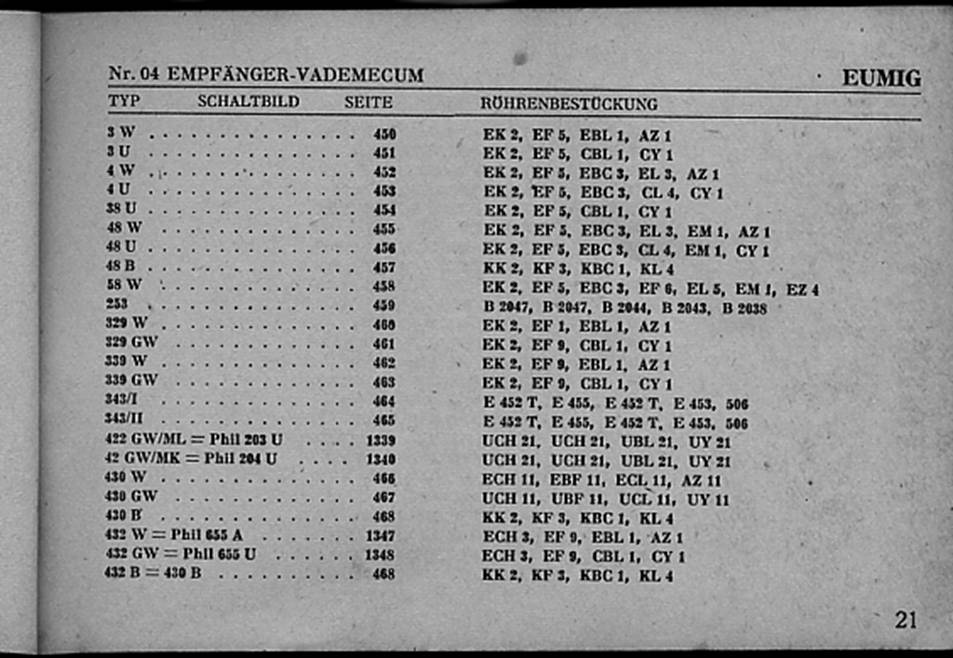 Nr. 04 EMPFÄNGER-VADEMECUM EUMIG
TYP SCHALTBILD SEITE RÖHRENBESTÜCKUNG
3 W . . . . . . . . . . . . . . . 450 EK 2, EF 5, EBL 1, AZ 1
3 U . . . . . . . . . . . . . . . 451 EK 2, EF 5, CBL 1, CY 1
4 W . . . . . . . . . . . . . . . 452 EK 2, EF 5, EBC 3, EL 3, AZ 1
4 U . . . . . . . . . . . . . . . 453 EK 2, EF 5, EBC 3, CL 4, CY 1
38 U . . . . . . . . . . . . . . . 454 EK 2, EF 5, CBL 1, CY 1
48 W . . . . . . . . . . . . . . . 455 EK 2, EF 5, EBC 3, EL 3, EM 1, AZ 1
48 U . . . . . . . . . . . . . . . 456 EK 2, EF 5, EBC 3, CL 4, EM 1, CY 1
48 B . . . . . . . . . . . . . . . 457 KK 2, KF 3, KBC 1, KL 4
58 W . . . . . . . . . . . . . . . 458 EK 2, EF 5, EBC 3, EF 6, EL 5, EM 1, EZ 4
253 . . . . . . . . . . . . . . . 459 B 2047, B 2047, B 2044, B 2043, B 2038
329 W . . . . . . . . . . . . . . 460 EK 2, EF 1, EBL 1, AZ 1
329 GW . . . . . . . . . . . . . . 461 EK 2, EF 9, CBL 1, CY 1
339 W . . . . . . . . . . . . . . 462 EK 2, EF 9, EBL 1, AZ 1
339 GW . . . . . . . . . . . . . . 463 EK 2, EF 9, CBL 1, CY 1
343/I . . . . . . . . . . . . . . 464 E 452 T, E 455, E 452 T, E 453, 506
343/II . . . . . . . . . . . . . . 465 E 452 T, E 455, E 452 T, E 453, 506
422 GW/ML = Phil 203 U . . . . 1339 UCH 21, UCH 21, UBL 21, UY 21
42 GW/MK = Phil 204 U . . . . 1340 UCH 21, UCH 21, UBL 21, UY 21
430 W . . . . . . . . . . . . . . 466 ECH 11, EBF 11, ECL 11, AZ 11
430 GW . . . . . . . . . . . . . . 467 UCH 11, UBF 11, UCL 11, UY 11
430 B . . . . . . . . . . . . . . 468 KK 2, KF 3, KBC 1, KL 4
432 W = Phil 655 A . . . . . . . 1347 ECH 3, EF 9, EBL 1, AZ 1
432 GW = Phil 655 U . . . . . . 1348 ECH 3, EF 9, CBL 1, CY 1
432 B = 430 B . . . . . . . . . . 468 KK 2, KF 3, KBC 1, KL 4
21